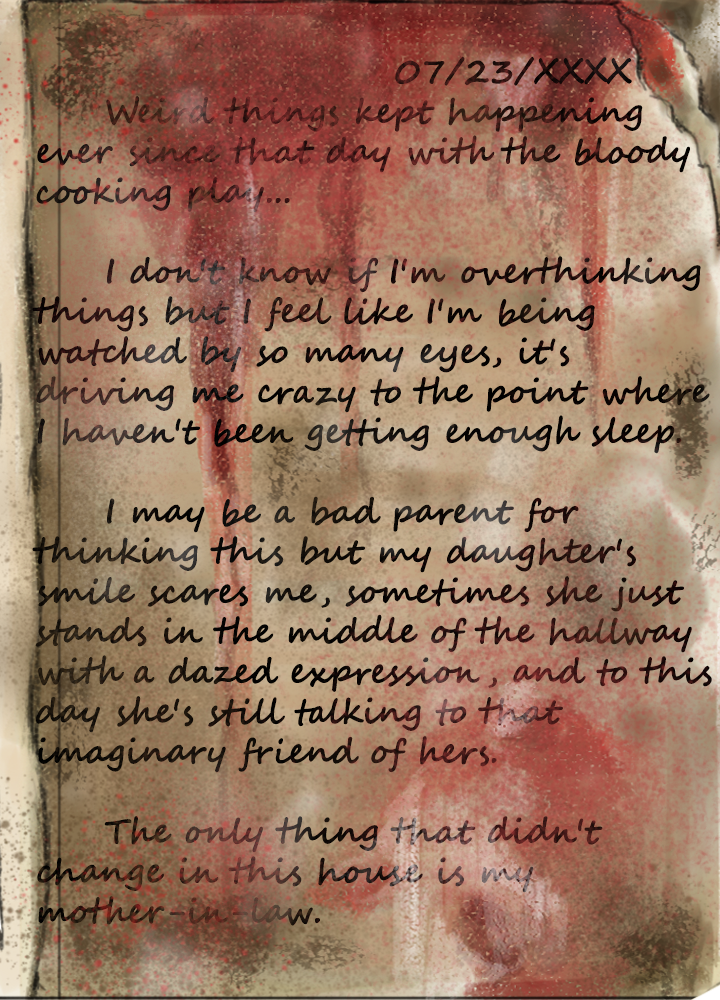 07/23/XXXX
Weird things kept happening
ever since that day with the bloody
cooking play...
I don't know if I'm overthinking
things but I feel like I'm being
watched by so many eyes, it's
driving me crazy to the point where
I haven't been getting enough sleep.
I may be a bad parent for
thinking this but my daughter's
smile scares me, sometimes she just
stands in the middle of the hallway
with a dazed expression , and to this
day she's still talking to that
imaginary friend of hers.
The only thing that didn't
change in this house is my
mother-in-law.